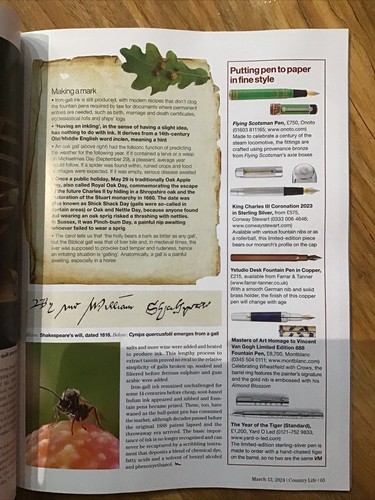 Making a mark
• Iron-gall ink is still produced, with modern recipes that don't clog
the fountain pens required by law for documents where permanent
entries are needed, such as birth, marriage and death certificates,
ecclesiastical rolls and ships' logs
• 'Having an inkling', in the sense of having a slight idea,
has nothing to do with ink. It derives from a 14th-century
Old/Middle English word inclen, meaning a hint
• An oak gall (above right) had the folkloric function of predicting
the weather for the following year. If it contained a larva or a wasp
on Michaelmas Day (September 29), a pleasant, average year
would follow. If a spider was found within, ruined crops and food
shortages were expected. If it was empty, serious disease awaited
• Once a public holiday, May 29 is traditionally Oak Apple
Day, also called Royal Oak Day, commemorating the escape
of the future Charles II by hiding in a Shropshire oak and the
restoration of the Stuart monarchy in 1660. The date was
also known as Shick Shack Day (galls were so-called in
certain areas) or Oak and Nettle Day, because anyone found
not wearing an oak sprig risked a thrashing with nettles.
In Sussex, it was Pinch-Bum Day, a painful nip awaiting
whoever failed to wear a sprig
• The carol tells us that 'the holly bears a bark as bitter as any gall',
but the Biblical gall was that of liver bile and, in medieval times, the
liver was supposed to provoke bad temper and rudeness, hence
an irritating situation is 'galling'. Anatomically, a gall is a painful
swelling, especially in a horse
By me William Shakspeare
Above: Shakespeare's will, dated 1616. Below: Cynips quercusfolii emerges from a gall
salts and more wine were added and heated
to produce ink. This lengthy process to
extract tannin proved no rival to the relative
simplicity of galls broken up, soaked and
filtered before ferrous sulphate and gum
arabic were added.
Iron-gall ink remained unchallenged for
some 14 centuries before cheap, soot-based
Indian ink appeared and ribbed and foun-
tain pens became prized. These, too, have
waned as the ball-point pen has consumed
the market, although decades passed before
the original 1888 patent lapsed and the
throwaway era arrived. The basic impor-
tance of ink is no longer recognised and can
never be recaptured by a scribbling instru-
ment that deposits a blend of chemical dye,
fatty acids and a solvent of benzyl alcohol
and phenoxyethanol.
Putting pen to paper
in fine style
Flying Scotsman Pen, £750, Onoto
(01603 811165; www.onoto.com)
Made to celebrate the century of the
steam locomotive, the fittings are
crafted using provenance bronze
from Flying Scotsman's axle boxes
King Charles III Coronation 2023
in Sterling Silver, from £575,
Conway Stewart (0333 006 4646;
www.conwaystewart.com)
Available with various fountain nibs or as
a rollerball, this limited-edition piece
bears our monarch's profile on the cap
Ystudio Desk Fountain Pen in Copper,
£215, available from Farrar & Tanner
(www.farrar-tanner.co.uk)
With a smooth German nib and solid
brass holder, the finish of this copper
pen will change with age
Masters of Art Homage to Vincent
Van Gogh Limited Edition 888
Fountain Pen, £8,700, Montblanc
(0345 504 0111; www.montblanc.com)
Celebrating Wheatfield with Crows, the
barrel ring features the painter's signature
and the gold nib is embossed with his
Almond Blossom
The Year of the Tiger (Standard),
£1,200, Yard O Led (0121–752 9833;
www.yard-o-led.com)
The limited-edition sterling-silver pen is
made to order with a hand-chased tiger
on the barrel, so no two are the same VM
March 13, 2024 | Country Life | 65